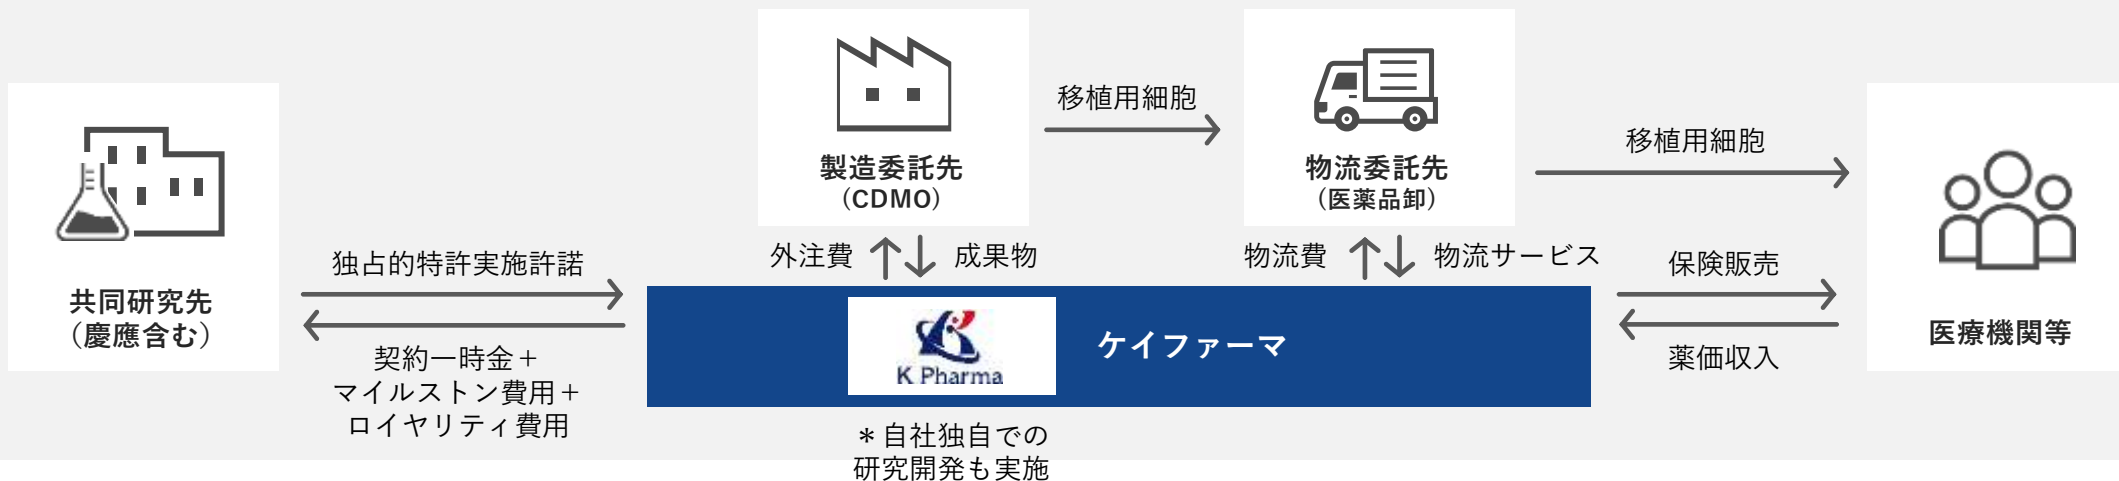 共同研究先
（慶應含む）
独占的特許実施許諾
契約一時金＋
マイルストン費用＋
ロイヤリティ費用
製造委託先
（CDMO）
移植用細胞
物流委託先
（医薬品卸）
移植用細胞
外注費
成果物
物流費
物流サービス
K Pharma
ケイファーマ
＊自社独自での
研究開発も実施
保険販売
薬価収入
医療機関等